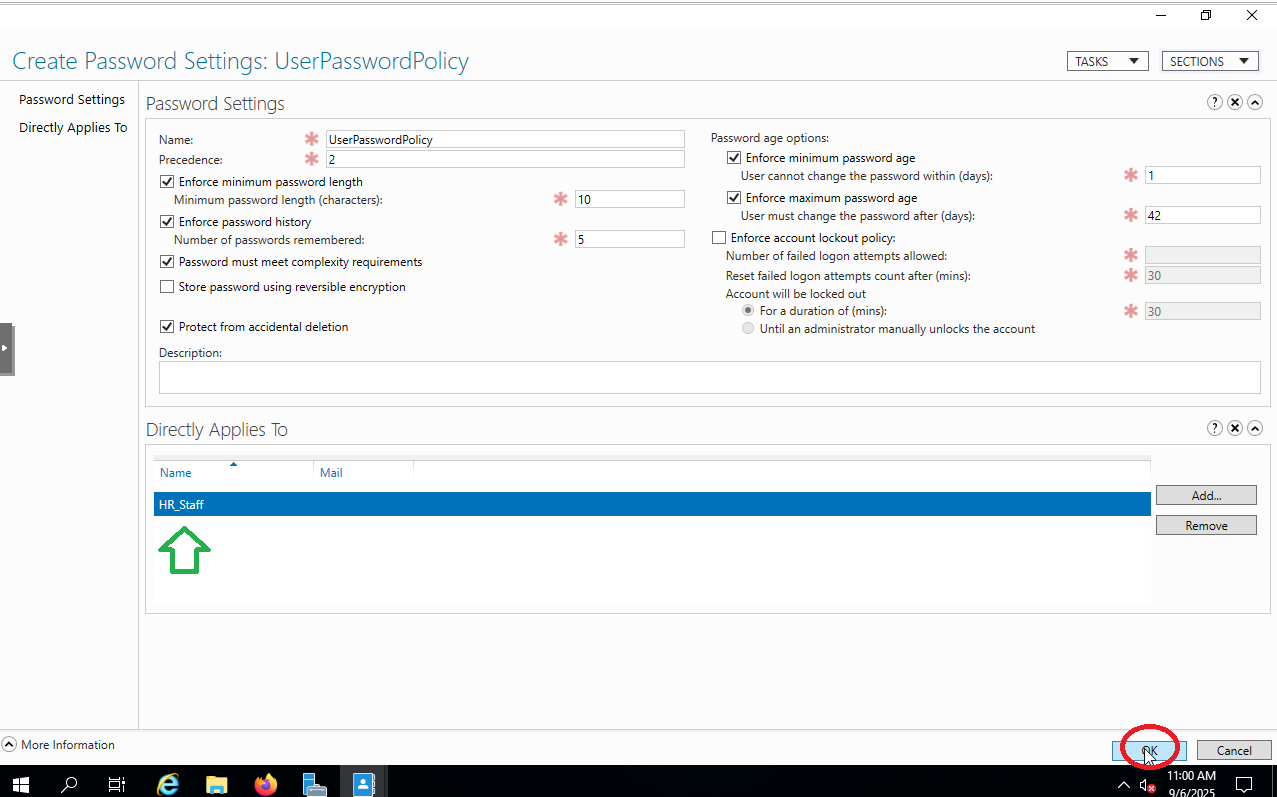 Create Password Settings: UserPasswordPolicy
TASKS
SECTIONS
Password Settings
Directly Applies To
Password Settings
?
Name:
UserPasswordPolicy
Precedence:
2
Enforce minimum password length
Minimum password length (characters):
10
Enforce password history
Number of passwords remembered:
5
Password must meet complexity requirements
Store password using reversible encryption
Protect from accidental deletion
Password age options:
Enforce minimum password age
User cannot change the password within (days):
1
Enforce maximum password age
User must change the password after (days):
42
Enforce account lockout policy:
Number of failed logon attempts allowed:
Reset failed logon attempts count after (mins):
30
Account will be locked out
For a duration of (mins):
30
Until an administrator manually unlocks the account
Description:
Directly Applies To
?
Name
Mail
HR_Staff
Add...
Remove
More Information
OK
Cancel
11:00 AM
9/6/2025